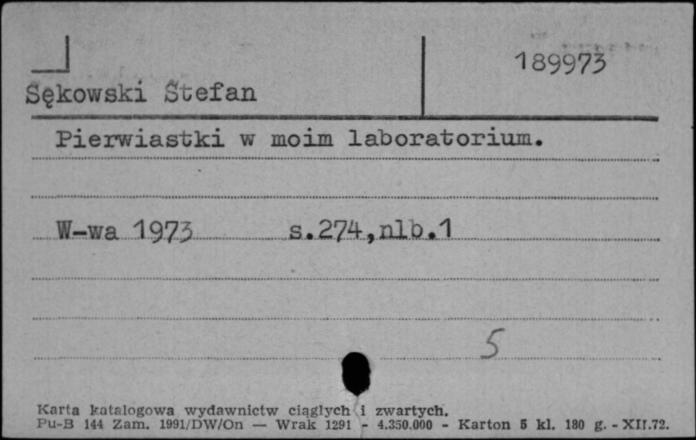 189973
Sękowski Stefan
Pierwiastki w moim laboratorium.
W-wa 1973 s.274,nlb.1
5
Karta katalogowa wydawnictw ciągłych i zwartych.
Pu-B 144 Zam. 1991/DW/On — Wrak 1291 - 4.350.000 - Karton 5 kl. 180 g. - XII.72.